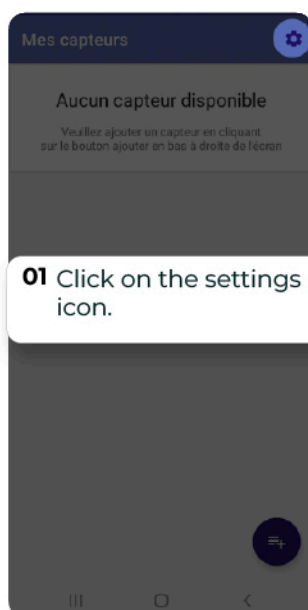 Mes capteurs
Aucun capteur disponible
Veuillez ajouter un capteur en cliquant
sur le bouton ajouter en bas à droite de l'écran
01 Click on the settings
icon.